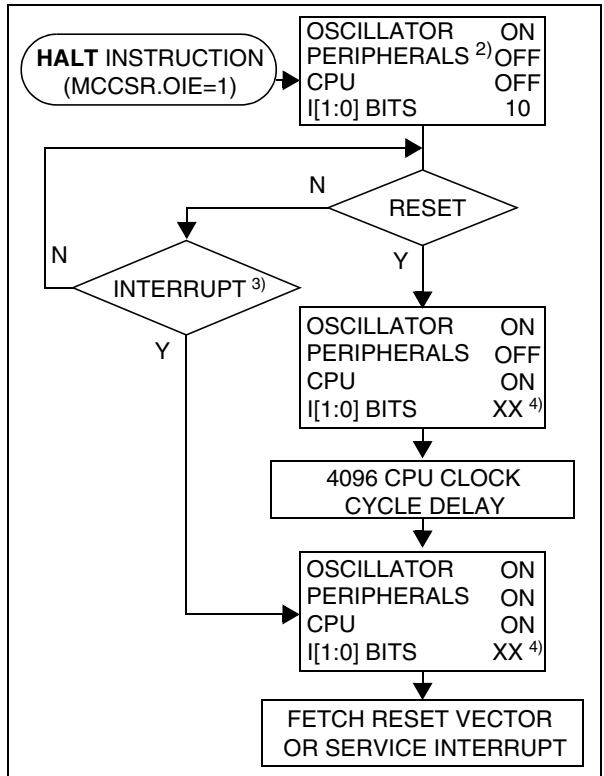 HALT INSTRUCTION
(MCCSR.OIE=1)
OSCILLATOR ON
PERIPHERALS 2) OFF
CPU OFF
I[1:0] BITS 10
N
RESET
Y
N
INTERRUPT 3)
Y
OSCILLATOR ON
PERIPHERALS OFF
CPU ON
I[1:0] BITS XX 4)
4096 CPU CLOCK
CYCLE DELAY
OSCILLATOR ON
PERIPHERALS ON
CPU ON
I[1:0] BITS XX 4)
FETCH RESET VECTOR
OR SERVICE INTERRUPT